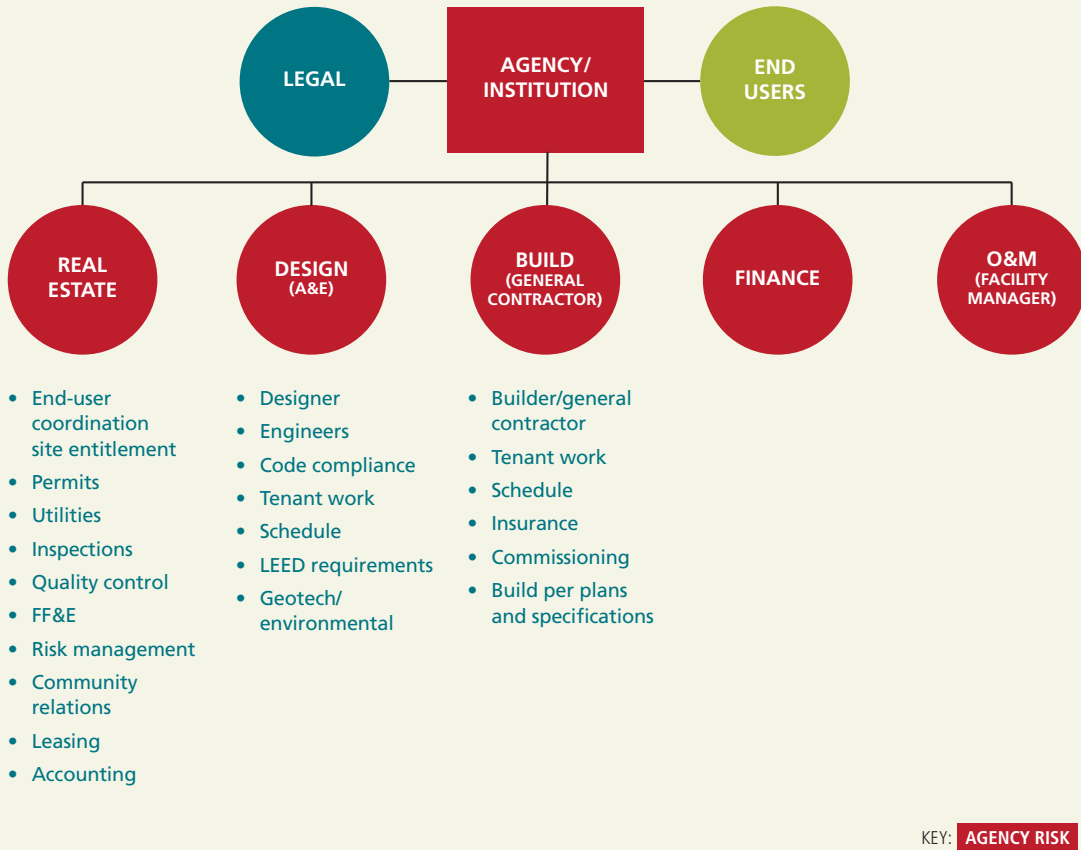 LEGAL
AGENCY/
INSTITUTION
END
USERS
REAL
ESTATE
DESIGN
(A&E)
BUILD
(GENERAL
CONTRACTOR)
FINANCE
O&M
(FACILITY
MANAGER)
• End-user
coordination
site entitlement
• Permits
• Utilities
• Inspections
• Quality control
• FF&E
• Risk management
• Community
relations
• Leasing
• Accounting
• Designer
• Engineers
• Code compliance
• Tenant work
• Schedule
• LEED requirements
• Geotech/
environmental
• Builder/general
contractor
• Tenant work
• Schedule
• Insurance
• Commissioning
• Build per plans
and specifications
KEY: AGENCY RISK